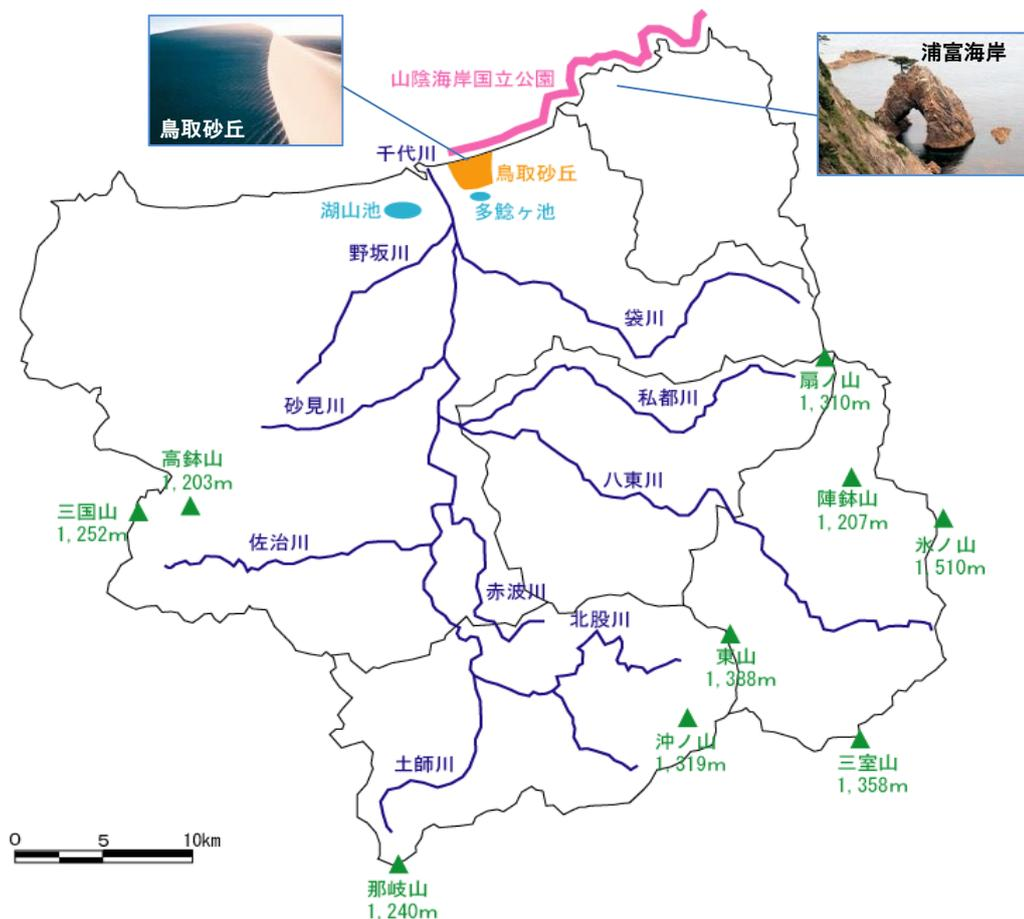 浦富海岸
山陰海岸国立公園
鳥取砂丘
千代川
鳥取砂丘
湖山池
多鯰ヶ池
野坂川
袋川
扇ノ山
1,310m
私都川
砂見川
高鉢山
1,203m
八東川
陣鉢山
1,207m
三国山
1,252m
氷ノ山
1,510m
佐治川
赤波川
北股川
東山
1,388m
沖ノ山
1,319m
土師川
三室山
1,358m
0 5 10km
那岐山
1,240m